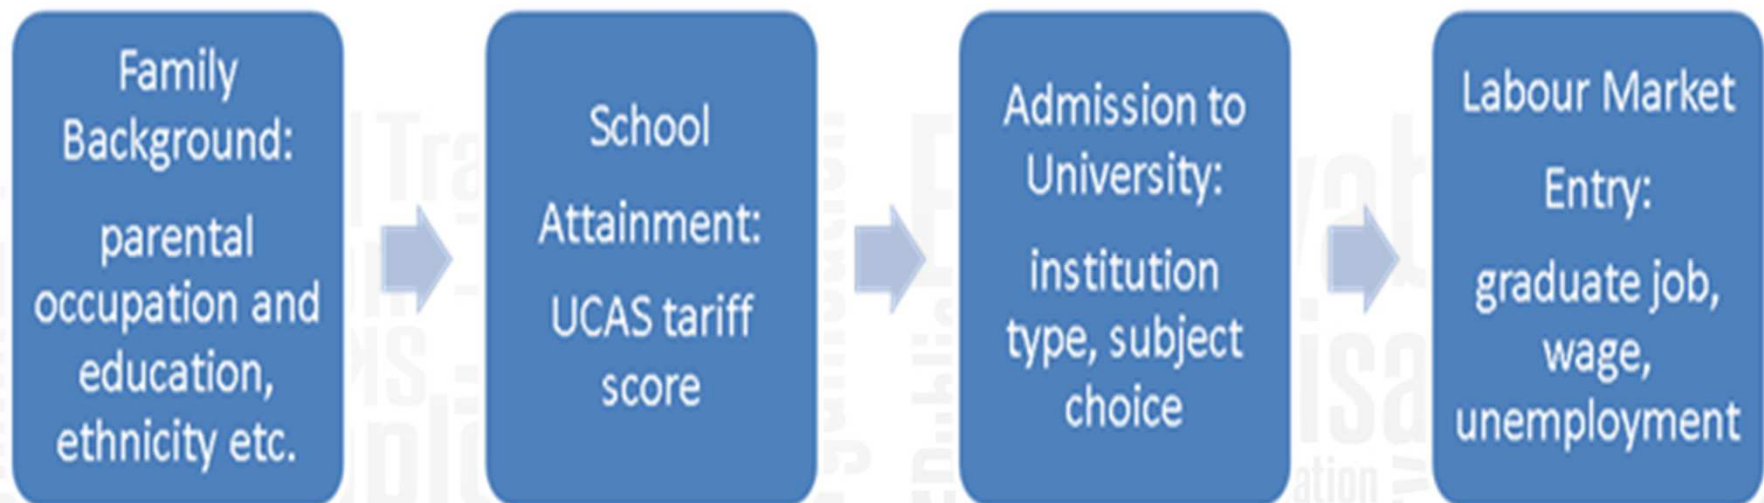 Family
Background:
parental
occupation and
education,
ethnicity etc.
School
Attainment:
UCAS tariff
score
Admission to
University:
institution
type, subject
choice
Labour Market
Entry:
graduate job,
wage,
unemployment